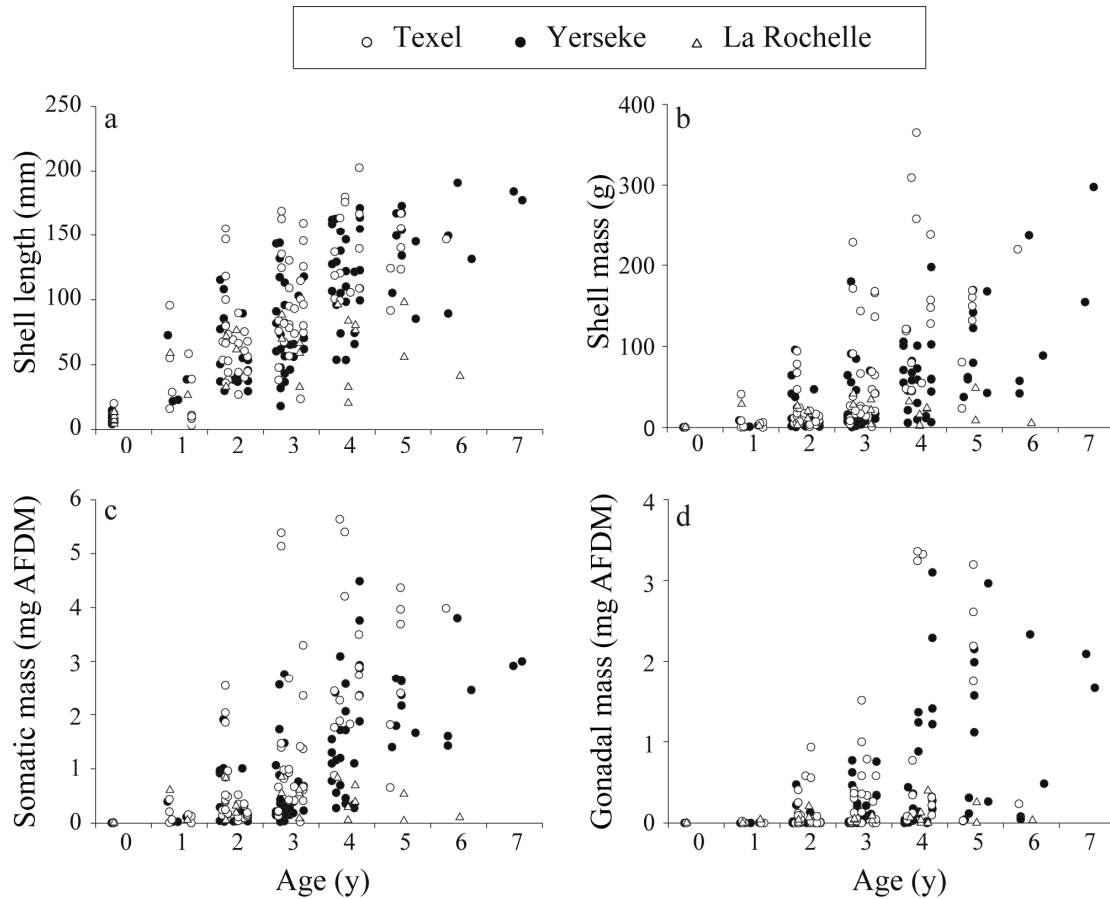 Texel Yerseke La Rochelle
a
250
200
150
100
50
0
Shell length (mm)
0 1 2 3 4 5 6 7
b
400
300
200
100
0
Shell mass (g)
0 1 2 3 4 5 6 7
c
6
5
4
3
2
1
0
Somatic mass (mg AFDM)
0 1 2 3 4 5 6 7
Age (y)
d
4
3
2
1
0
Gonadal mass (mg AFDM)
0 1 2 3 4 5 6 7
Age (y)